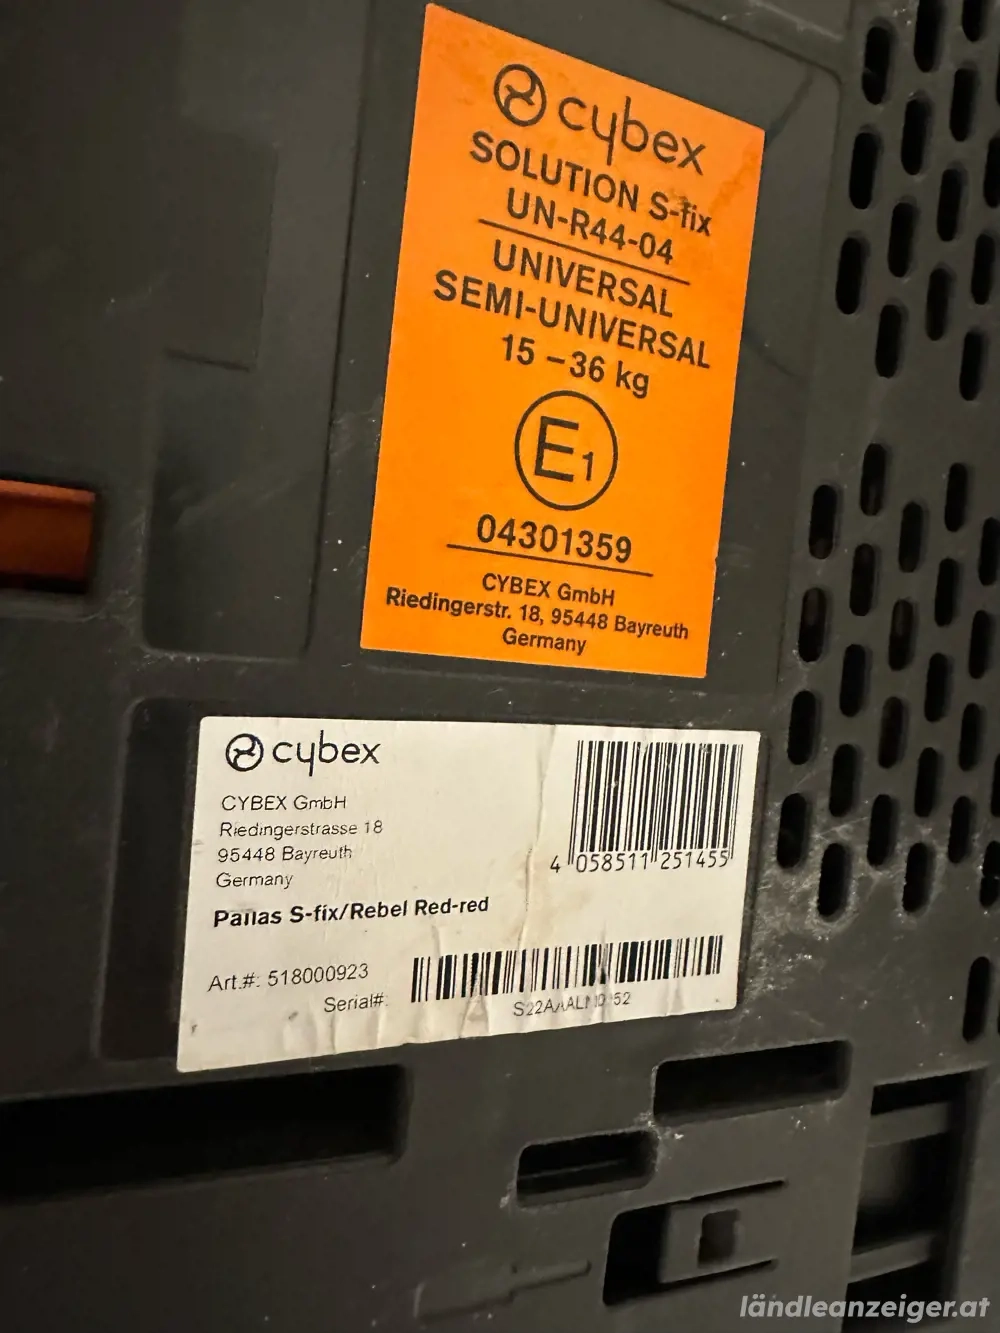 cybex
SOLUTION S-fix
UN-R44-04
UNIVERSAL
SEMI-UNIVERSAL
15 – 36 kg
E1
04301359
CYBEX GmbH
Riedingerstr. 18, 95448 Bayreuth
Germany
cybex
CYBEX GmbH
Riedingerstrasse 18
95448 Bayreuth
Germany
4 058511 251455
Pallas S-fix/Rebel Red-red
Art.#: 518000923
Serial#:
ländleanzeiger.at